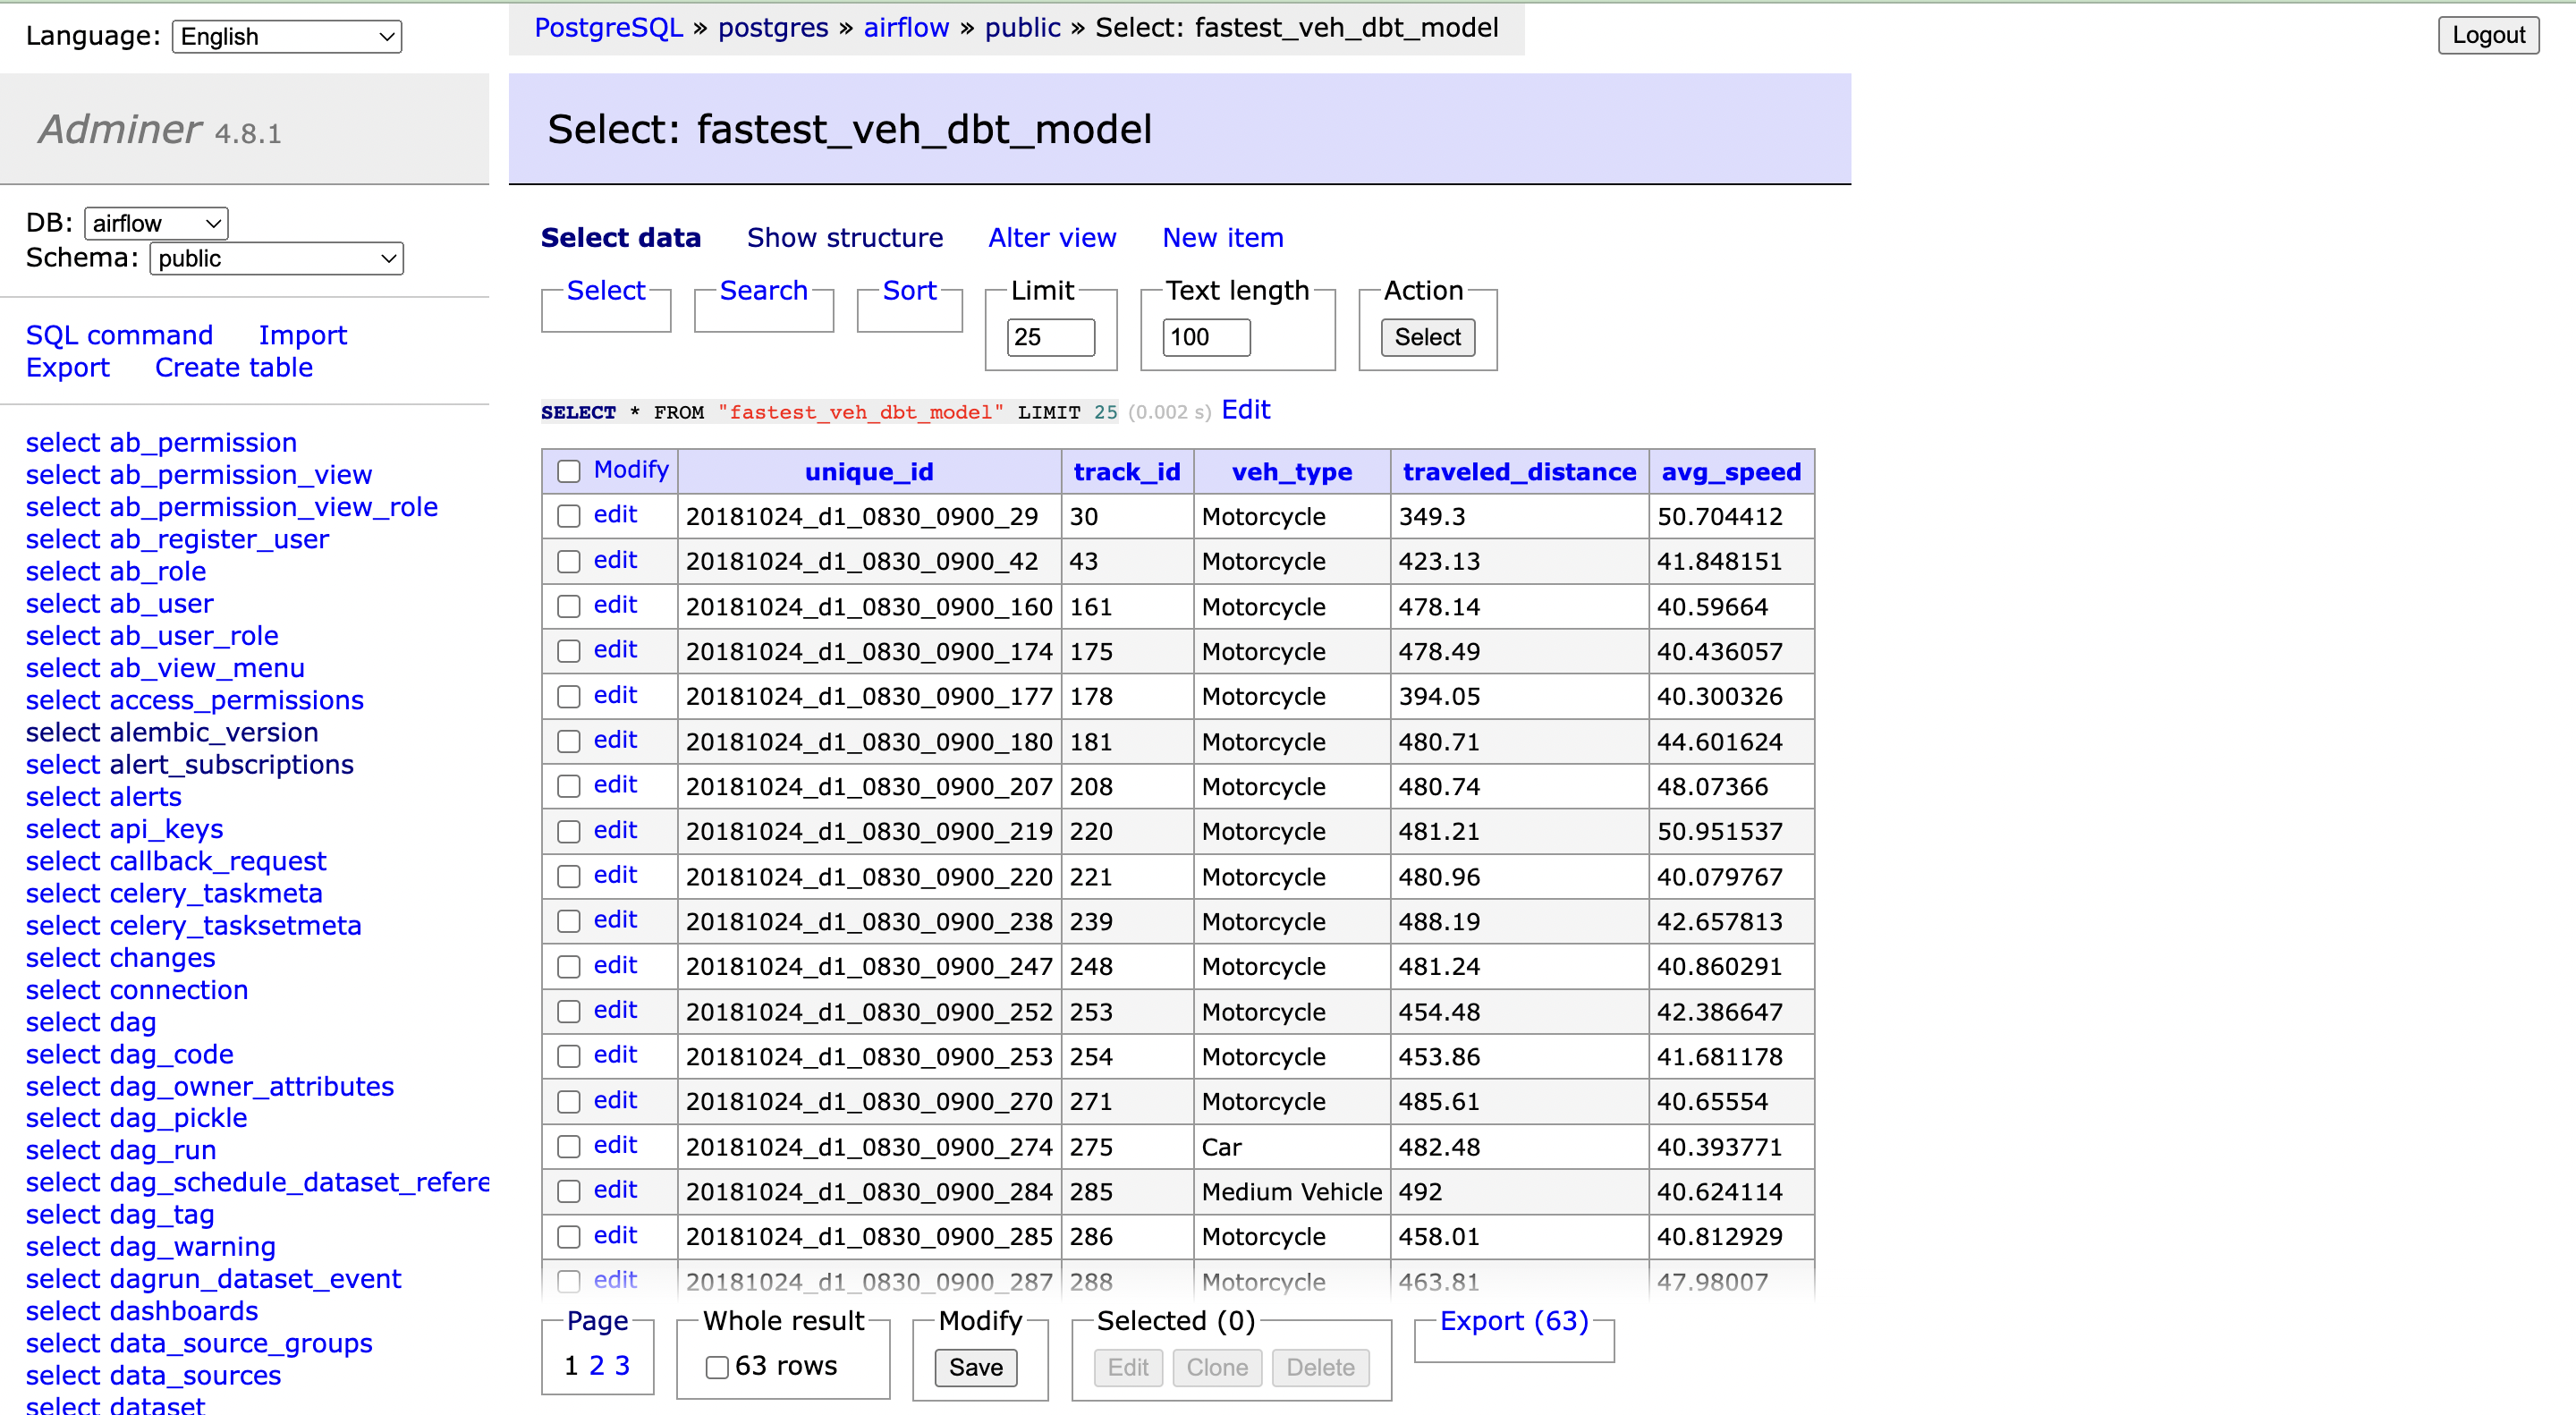 Language: English
PostgreSQL » postgres » airflow » public » Select: fastest_veh_dbt_model
Logout
Adminer 4.8.1
Select: fastest_veh_dbt_model
DB: airflow
Schema: public
SQL command Import
Export Create table
select ab_permission
select ab_permission_view
select ab_permission_view_role
select ab_register_user
select ab_role
select ab_user
select ab_user_role
select ab_view_menu
select access_permissions
select alembic_version
select alert_subscriptions
select alerts
select api_keys
select callback_request
select celery_taskmeta
select celery_tasksetmeta
select changes
select connection
select dag
select dag_code
select dag_owner_attributes
select dag_pickle
select dag_run
select dag_schedule_dataset_refere
select dag_tag
select dag_warning
select dagrun_dataset_event
select dashboards
select data_source_groups
select data_sources
select dataset
Select data Show structure Alter view New item
Select Search Sort Limit Text length Action
25 100 Select
SELECT * FROM "fastest_veh_dbt_model" LIMIT 25 (0.002 s) Edit
Modify unique_id track_id veh_type traveled_distance avg_speed
edit 20181024_d1_0830_0900_29 30 Motorcycle 349.3 50.704412
edit 20181024_d1_0830_0900_42 43 Motorcycle 423.13 41.848151
edit 20181024_d1_0830_0900_160 161 Motorcycle 478.14 40.59664
edit 20181024_d1_0830_0900_174 175 Motorcycle 478.49 40.436057
edit 20181024_d1_0830_0900_177 178 Motorcycle 394.05 40.300326
edit 20181024_d1_0830_0900_180 181 Motorcycle 480.71 44.601624
edit 20181024_d1_0830_0900_207 208 Motorcycle 480.74 48.07366
edit 20181024_d1_0830_0900_219 220 Motorcycle 481.21 50.951537
edit 20181024_d1_0830_0900_220 221 Motorcycle 480.96 40.079767
edit 20181024_d1_0830_0900_238 239 Motorcycle 488.19 42.657813
edit 20181024_d1_0830_0900_247 248 Motorcycle 481.24 40.860291
edit 20181024_d1_0830_0900_252 253 Motorcycle 454.48 42.386647
edit 20181024_d1_0830_0900_253 254 Motorcycle 453.86 41.681178
edit 20181024_d1_0830_0900_270 271 Motorcycle 485.61 40.65554
edit 20181024_d1_0830_0900_274 275 Car 482.48 40.393771
edit 20181024_d1_0830_0900_284 285 Medium Vehicle 492 40.624114
edit 20181024_d1_0830_0900_285 286 Motorcycle 458.01 40.812929
edit 20181024_d1_0830_0900_287 288 Motorcycle 463.81 47.98007
Page Whole result Modify Selected (0) Export (63)
1 2 3 63 rows Save Edit Clone Delete